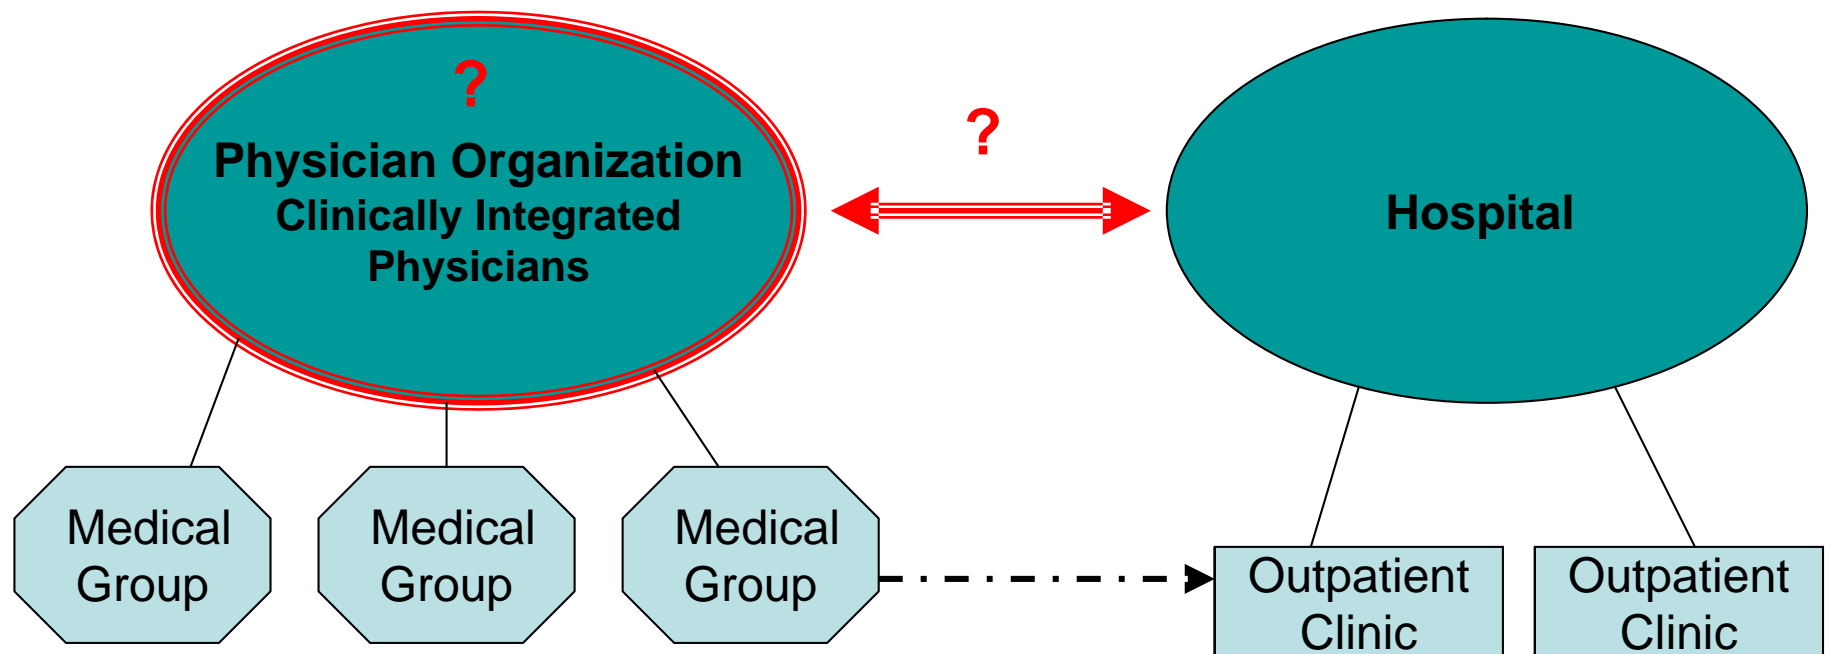 ?
Physician Organization
Clinically Integrated
Physicians
?
Hospital
Medical
Group
Medical
Group
Medical
Group
Outpatient
Clinic
Outpatient
Clinic